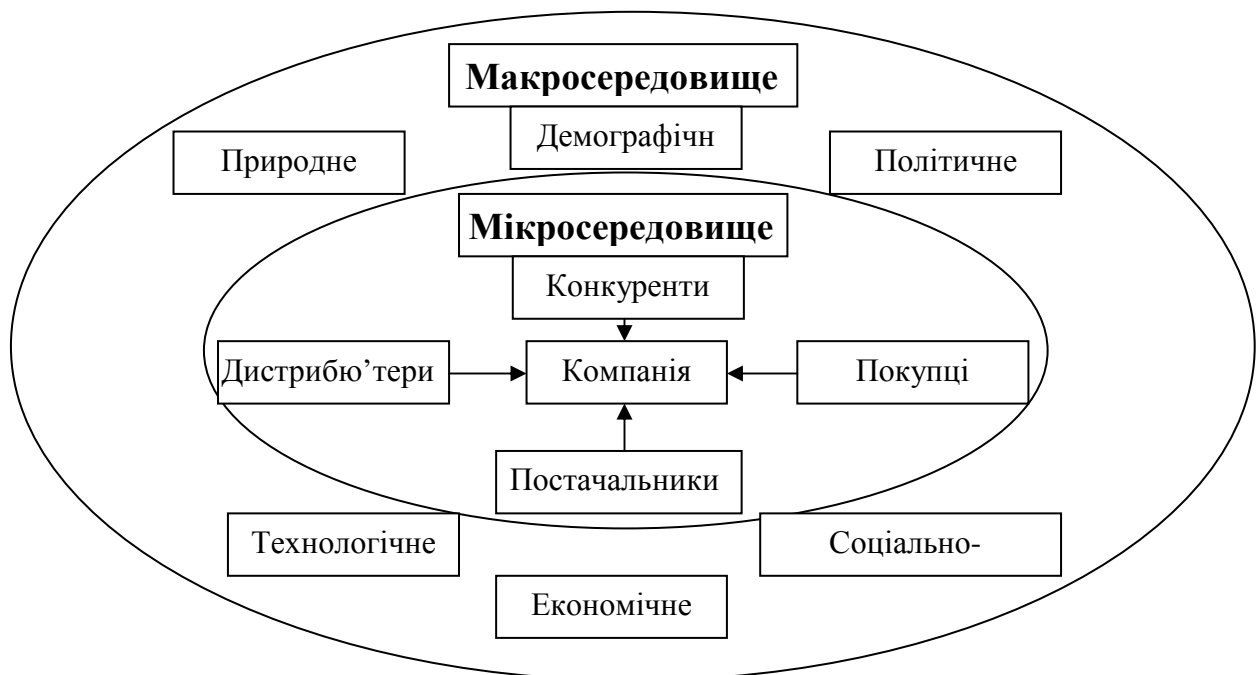 Макросередовище
Демографічн
Природне
Політичне
Мікросередовище
Конкуренти
Дистрибю’тери
Компанія
Покупці
Постачальники
Технологічне
Соціально-
Економічне